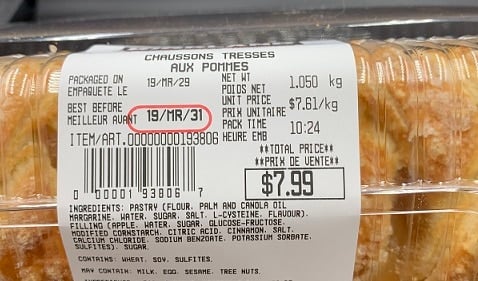 CHAUSSONS TRESSES
AUX POMMES
PACKAGED ON 19/MR/29
EMPAQUETE LE
BEST BEFORE
MEILLEUR AVANT 19/MR/31
NET WT
POIDS NET 1.050 kg
UNIT PRICE
PRIX UNITAIRE $7.61/kg
PACK TIME
HEURE EMB 10:24
ITEM/ART.00000000193806
**TOTAL PRICE**
**PRIX DE VENTE**
$7.99
0 00001 93806 7
INGREDIENTS: PASTRY (FLOUR, PALM AND CANOLA OIL
MARGARINE, WATER, SUGAR, SALT, L-CYSTEINE, FLAVOUR).
FILLING (APPLE, WATER, SUGAR, GLUCOSE-FRUCTOSE,
MODIFIED CORNSTARCH, CITRIC ACID, CINNAMON, SALT,
CALCIUM CHLORIDE, SODIUM BENZOATE, POTASSIUM SORBATE,
SULFITES), SUGAR.
CONTAINS: WHEAT, SOY, SULFITES.
MAY CONTAIN: MILK, EGG, SESAME, TREE NUTS.